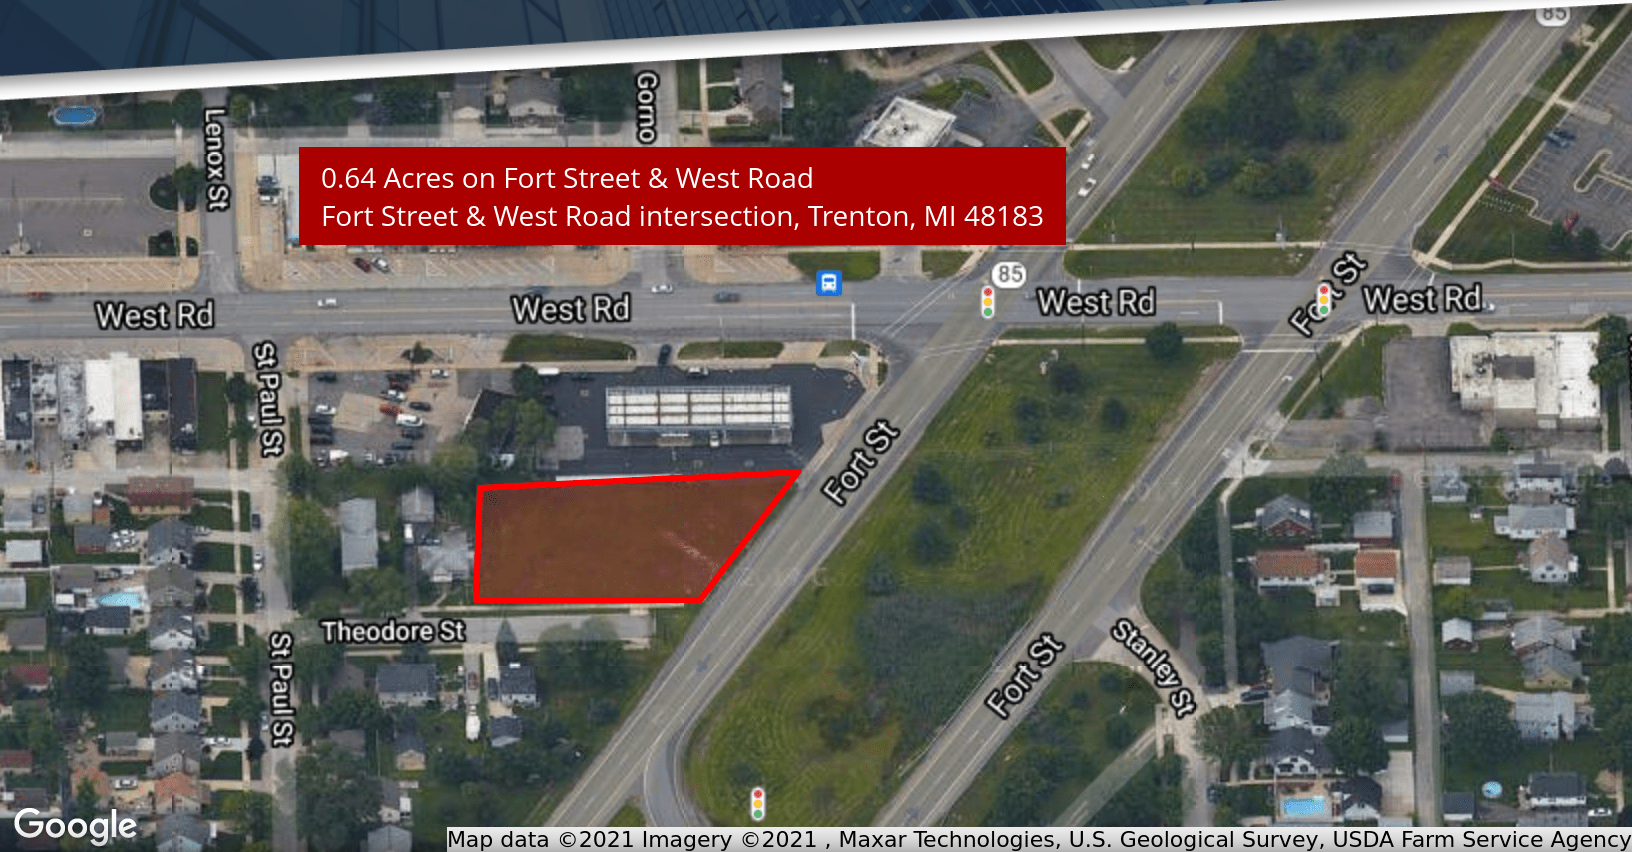 85
Lenox St
Gorno
0.64 Acres on Fort Street & West Road
Fort Street & West Road intersection, Trenton, MI 48183
85
West Rd
West Rd
West Rd
Fort St
West Rd
St Paul St
Fort St
Theodore St
St Paul St
Fort St
Stanley St
Google
Map data ©2021 Imagery ©2021 , Maxar Technologies, U.S. Geological Survey, USDA Farm Service Agency